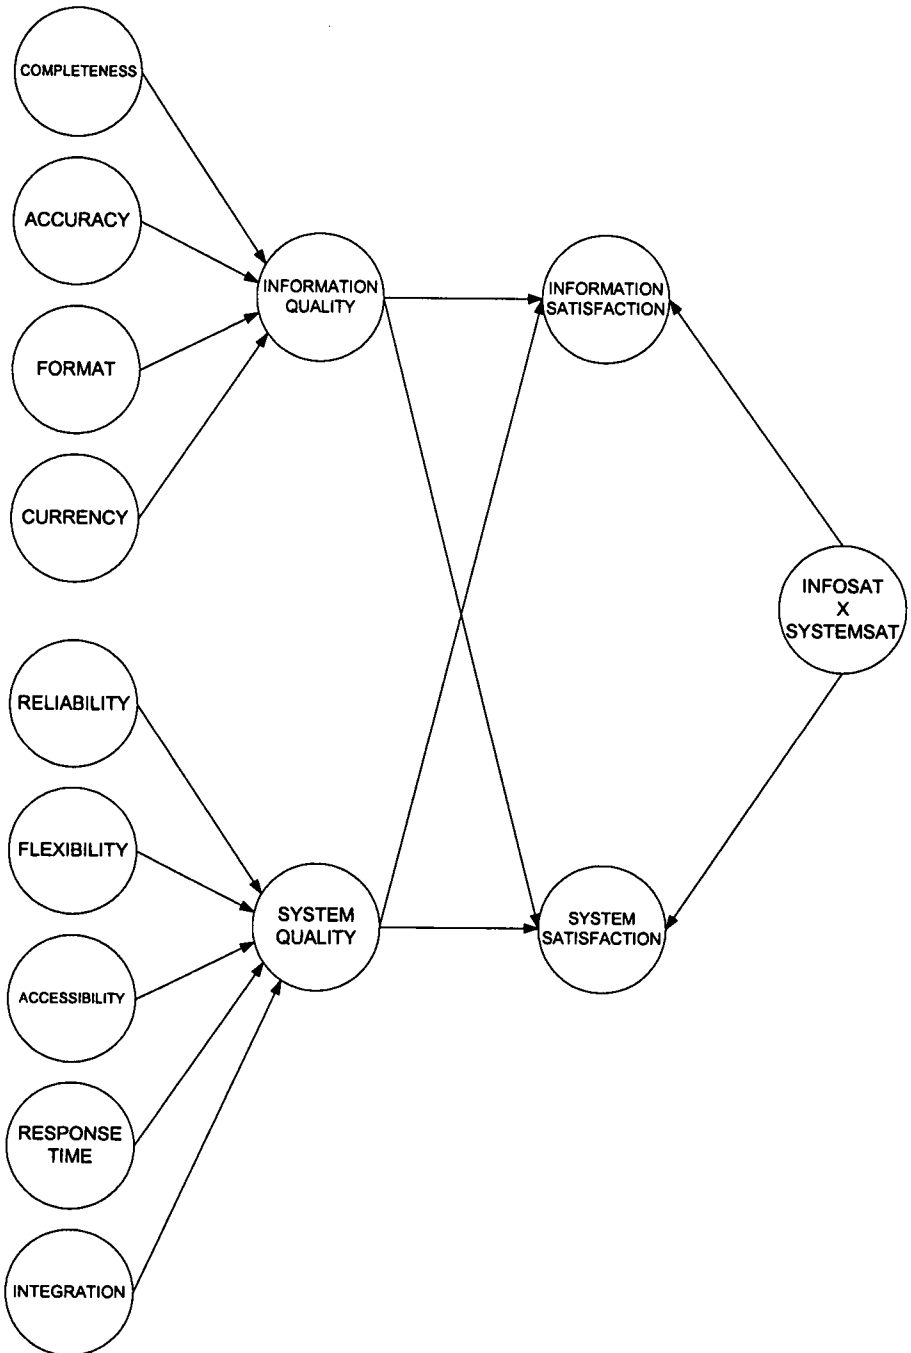 COMPLETENESS
ACCURACY
FORMAT
CURRENCY
RELIABILITY
FLEXIBILITY
ACCESSIBILITY
RESPONSE
TIME
INTEGRATION
INFORMATION
QUALITY
SYSTEM
QUALITY
INFORMATION
SATISFACTION
SYSTEM
SATISFACTION
INFOSAT
X
SYSTEMSAT